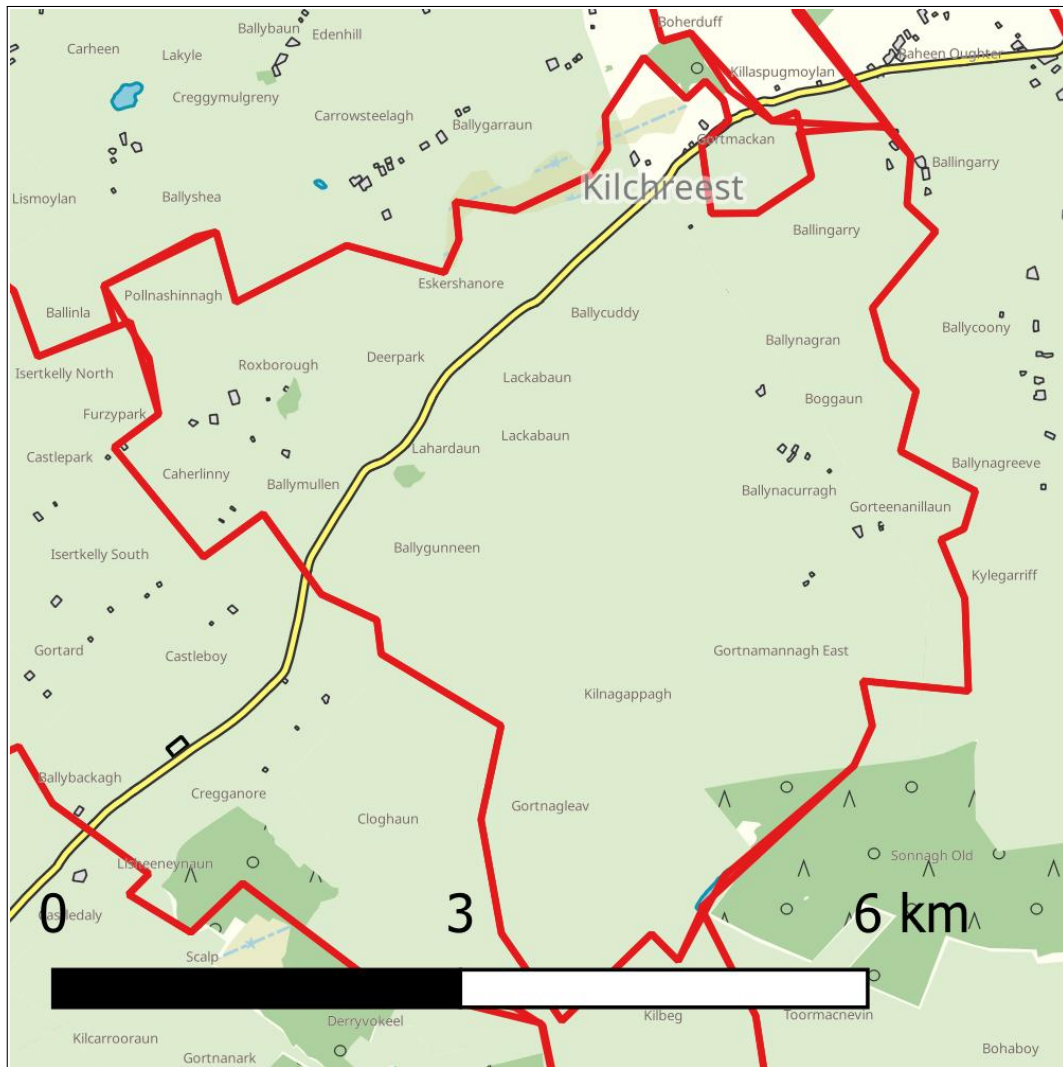 Boherduff
Ballybaun
Edenhill
Carheen
Lakyle
Baheen Oughter
Killaspugmoylan
Creggymulgreny
Carrowsteelagh
Ballygarraun
Gortmackan
Ballingarry
Kilchreest
Lismoylan
Ballyshea
Ballingarry
Eskershanore
Pollnashinnagh
Ballinla
Ballycuddy
Ballycoony
Ballynagran
Deerpark
Roxborough
Isertkelly North
Lackabaun
Boggaun
Furzypark
Lackabaun
Lahardaun
Castlepark
Ballynagreeve
Caherlinny
Ballymullen
Ballynacurragh
Gorteenanillaun
Ballygunneen
Isertkelly South
Kylegarriff
Gortard
Castleboy
Gortnamannagh East
Kilnagappagh
Ballybackagh
Cregganore
Gortnagleav
Cloghaun
Sonnagh Old
Lisheeneynaun
Castledaly
0 3 6 km
Scalp
Kilbeg
Toormacnevin
Derryvokeel
Kilcarrooraun
Bohaboy
Gortnanark